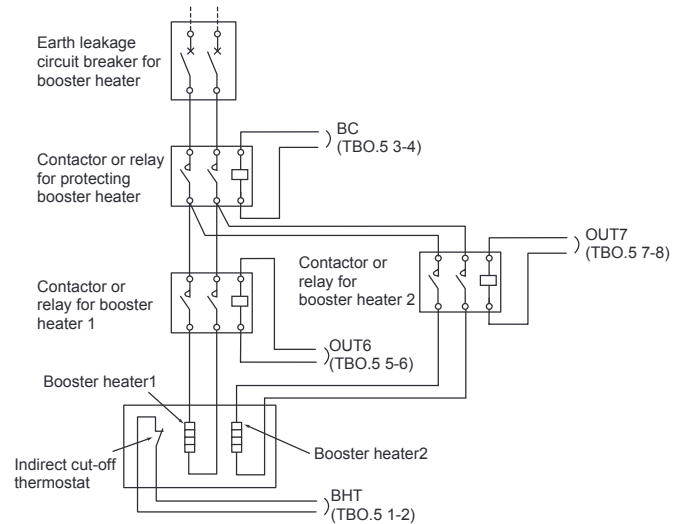 Earth leakage
circuit breaker for
booster heater
BC
(TBO.5 3-4)
Contactor or relay
for protecting
booster heater
OUT7
(TBO.5 7-8)
Contactor or
relay for
booster heater 2
Contactor or
relay for booster
heater 1
OUT6
(TBO.5 5-6)
Booster heater1
Booster heater2
Indirect cut-off
thermostat
BHT
(TBO.5 1-2)